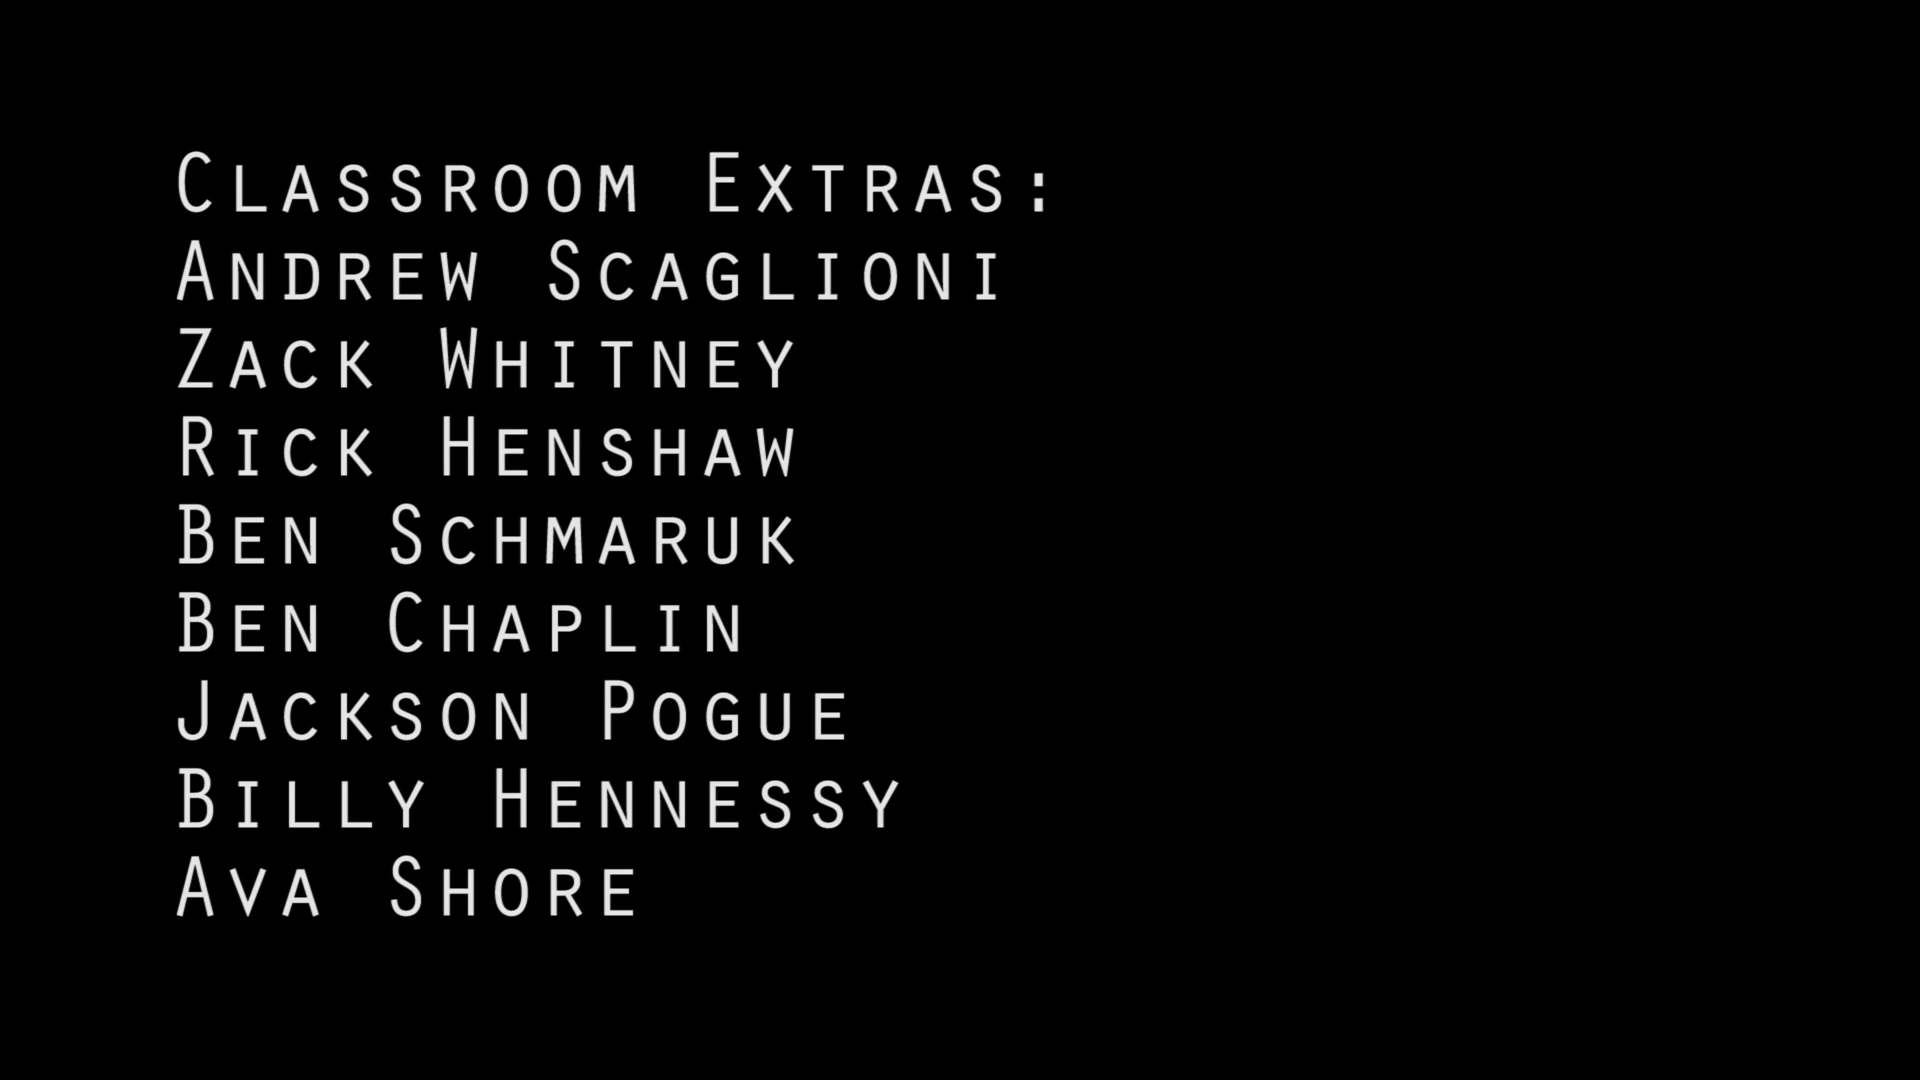 Classroom Extras:
Andrew Scaglioni
Zack Whitney
Rick Henshaw
Ben Schmaruk
Ben Chaplin
Jackson Pogue
Billy Hennessy
Ava Shore